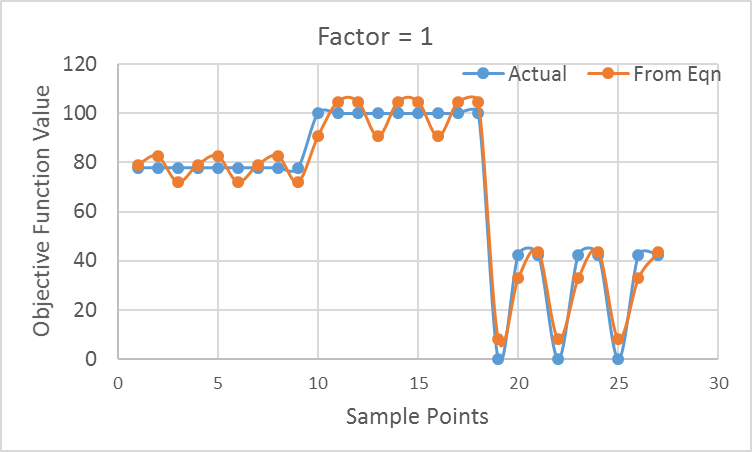 Factor = 1
Actual From Eqn
120
100
80
60
40
20
0
0 5 10 15 20 25 30
Objective Function Value
Sample Points